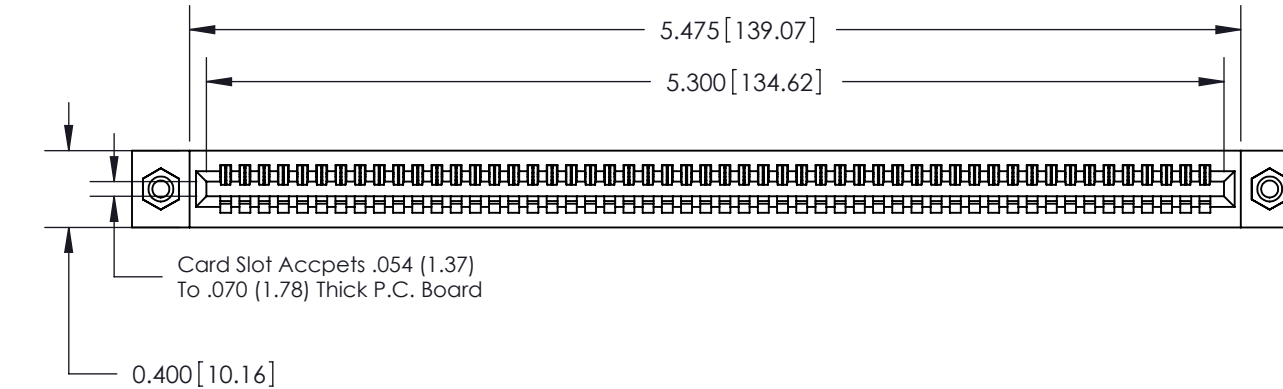 5.475 [139.07]
5.300 [134.62]
Card Slot Accpets .054 (1.37)
To .070 (1.78) Thick P.C. Board
0.400 [10.16]